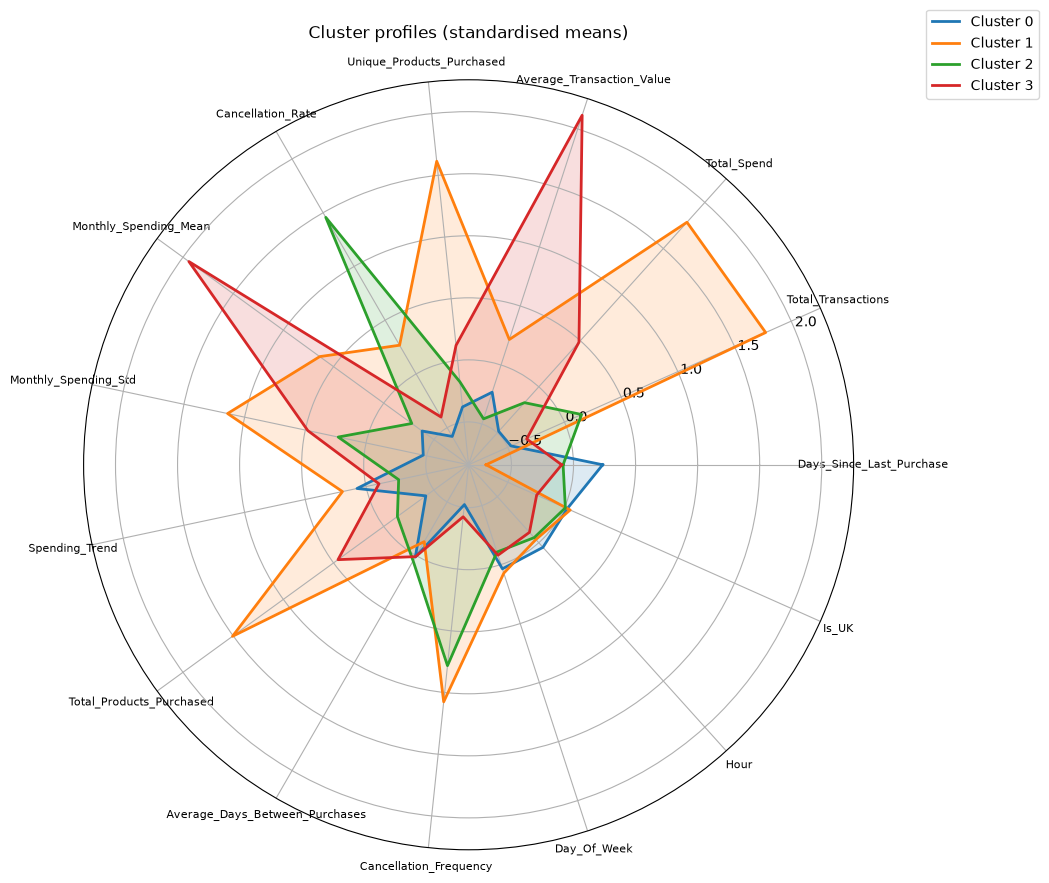 Cluster profiles (standardised means)
Cluster 0
Cluster 1
Cluster 2
Cluster 3
Unique_Products_Purchased
Average_Transaction_Value
Cancellation_Rate
Total_Spend
Monthly_Spending_Mean
Total_Transactions
2.0
1.5
1.0
0.5
0.0
−0.5
Monthly_Spending_Std
Days_Since_Last_Purchase
Spending_Trend
Is_UK
Total_Products_Purchased
Hour
Average_Days_Between_Purchases
Day_Of_Week
Cancellation_Frequency